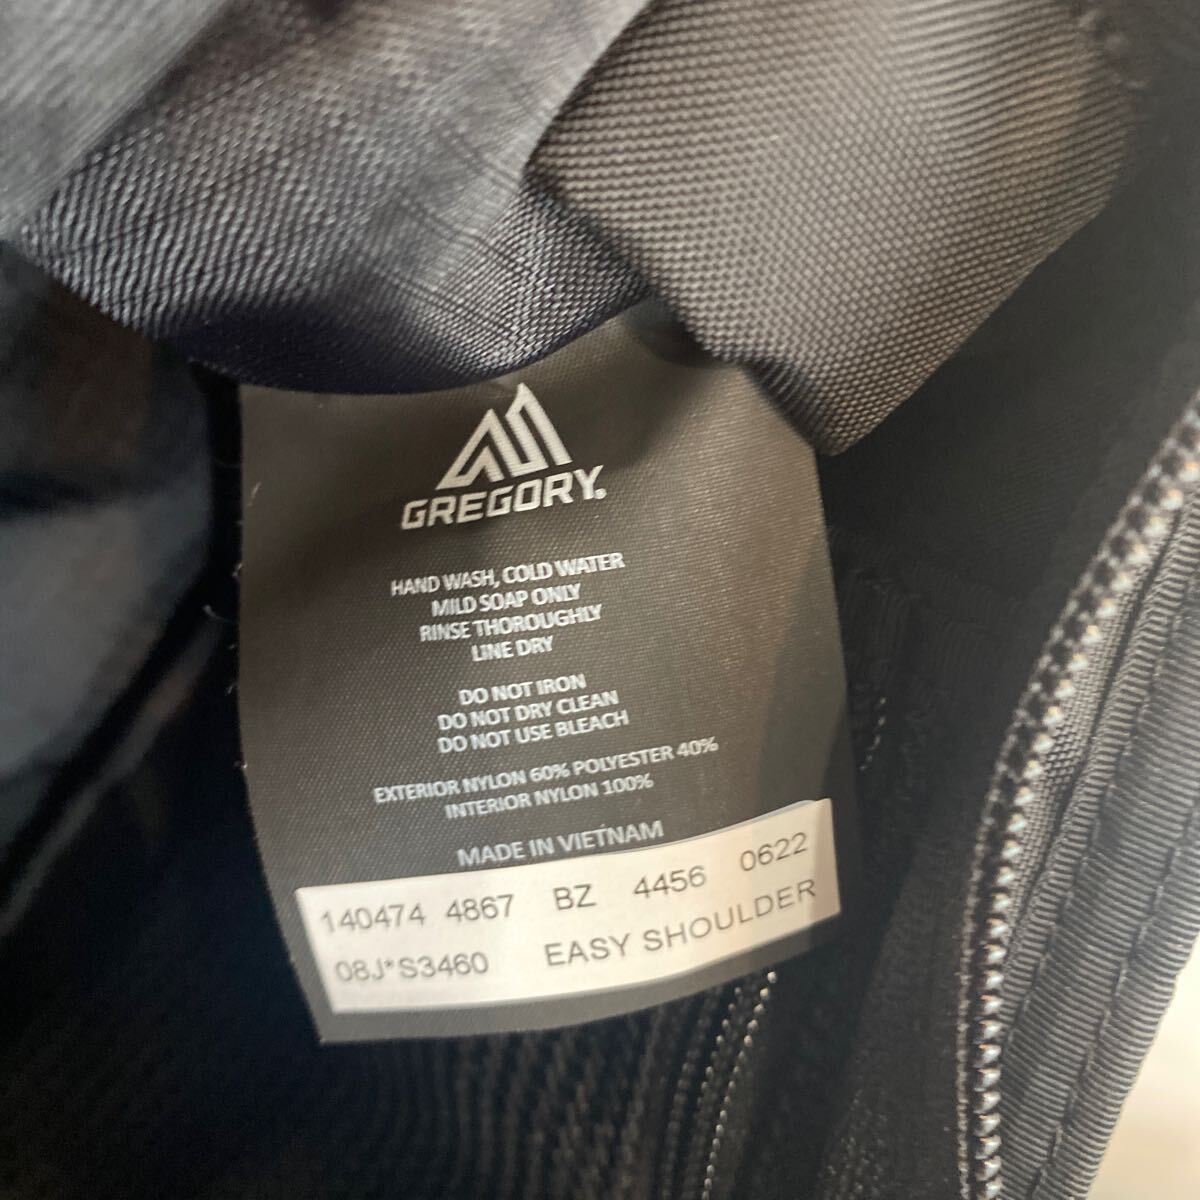 GREGORY.
HAND WASH, COLD WATER
MILD SOAP ONLY
RINSE THOROUGHLY
LINE DRY
DO NOT IRON
DO NOT DRY CLEAN
DO NOT USE BLEACH
EXTERIOR NYLON 60% POLYESTER 40%
INTERIOR NYLON 100%
MADE IN VIETNAM
140474 4867 BZ 4456 0622
08J*S3460 EASY SHOULDER